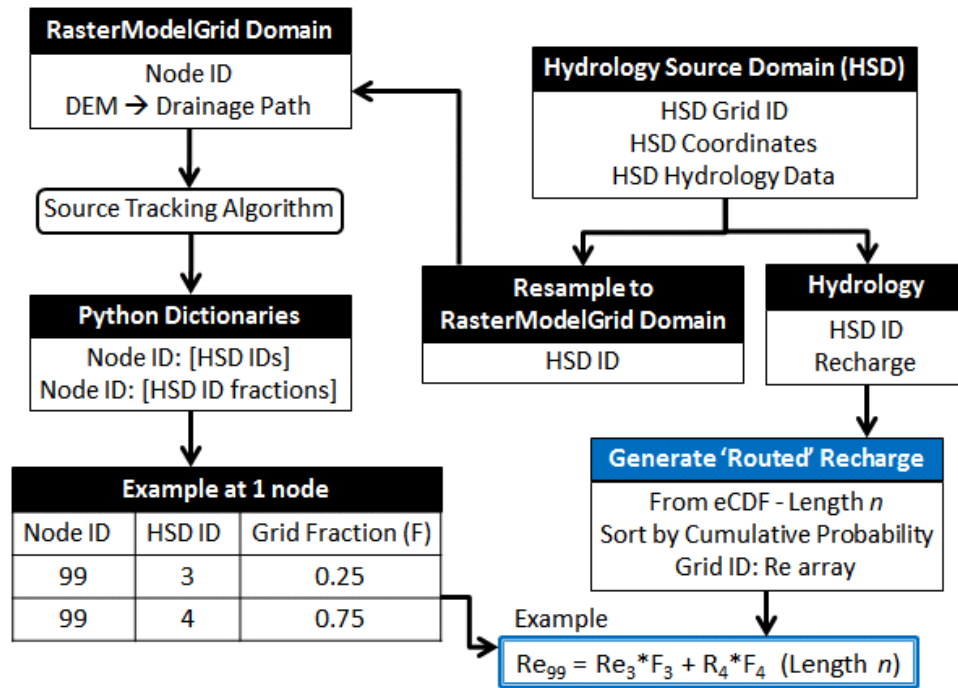 RasterModelGrid Domain
Node ID
DEM → Drainage Path
Source Tracking Algorithm
Python Dictionaries
Node ID: [HSD IDs]
Node ID: [HSD ID fractions]
Example at 1 node
Node ID HSD ID Grid Fraction (F)
99 3 0.25
99 4 0.75
Hydrology Source Domain (HSD)
HSD Grid ID
HSD Coordinates
HSD Hydrology Data
Resample to
RasterModelGrid Domain
HSD ID
Hydrology
HSD ID
Recharge
Generate ‘Routed’ Recharge
From eCDF - Length n
Sort by Cumulative Probability
Grid ID: Re array
Example
Re₉₉ = Re₃*F₃ + R₄*F₄ (Length n)